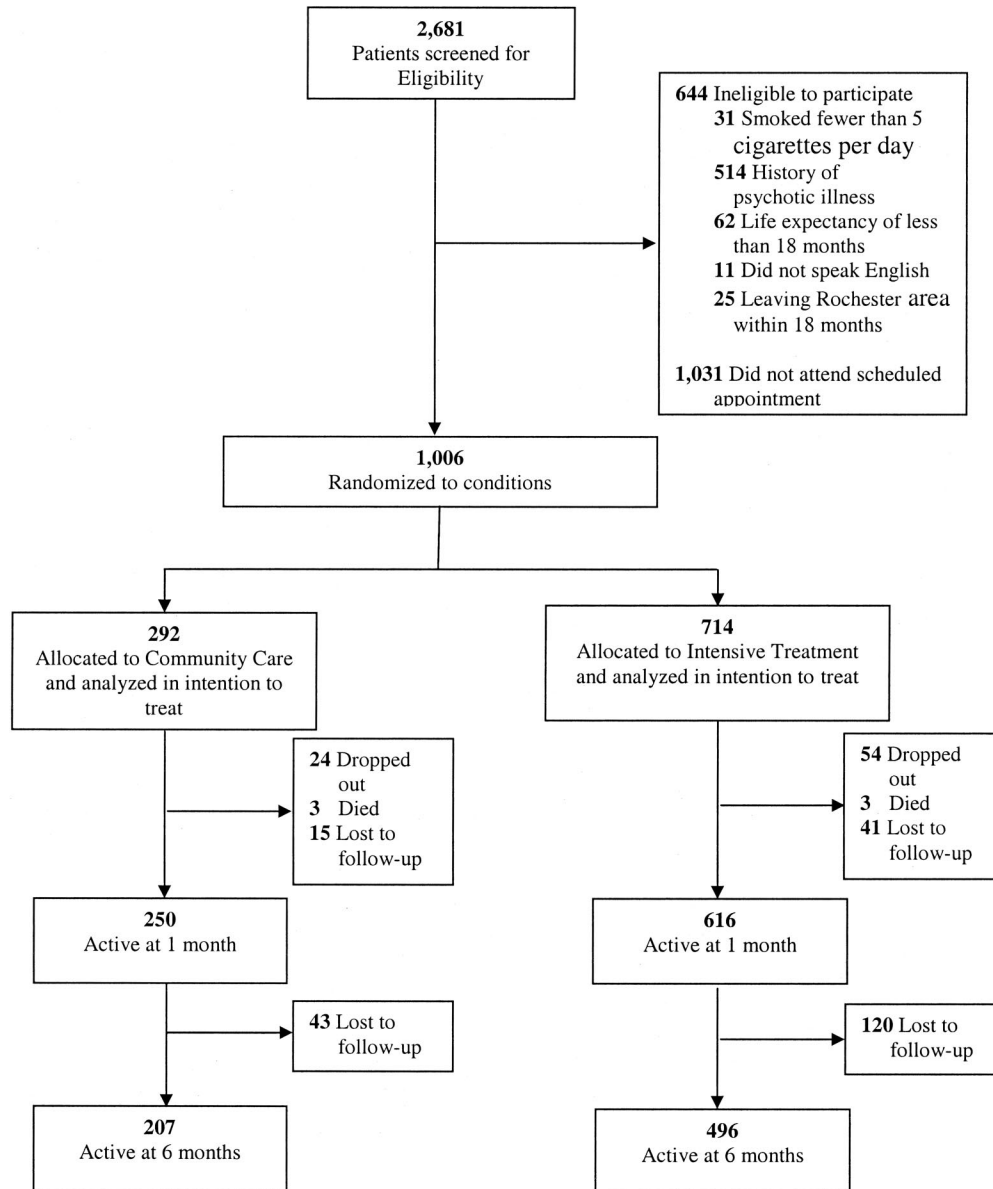 2,681
Patients screened for
Eligibility
644 Ineligible to participate
31 Smoked fewer than 5
cigarettes per day
514 History of
psychotic illness
62 Life expectancy of less
than 18 months
11 Did not speak English
25 Leaving Rochester area
within 18 months
1,031 Did not attend scheduled
appointment
1,006
Randomized to conditions
292
Allocated to Community Care
and analyzed in intention to
treat
714
Allocated to Intensive Treatment
and analyzed in intention to treat
24 Dropped
out
3 Died
15 Lost to
follow-up
54 Dropped
out
3 Died
41 Lost to
follow-up
250
Active at 1 month
616
Active at 1 month
43 Lost to
follow-up
120 Lost to
follow-up
207
Active at 6 months
496
Active at 6 months